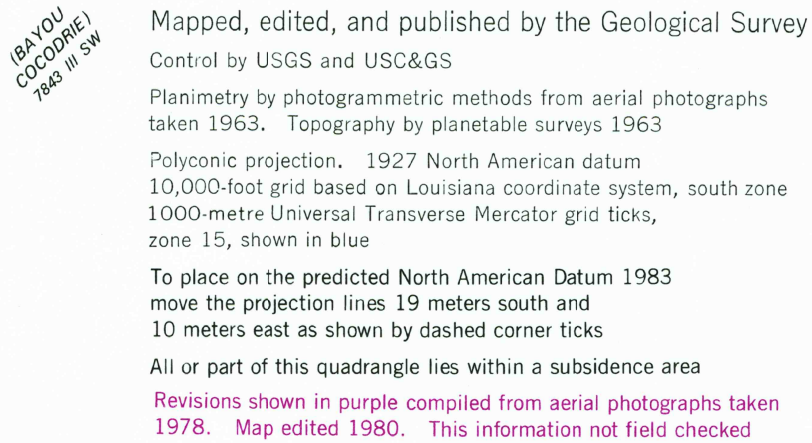 (BAYOU
COCODRIE)
7843 III SW
Mapped, edited, and published by the Geological Survey
Control by USGS and USC&GS
Planimetry by photogrammetric methods from aerial photographs
taken 1963. Topography by planetable surveys 1963
Polyconic projection. 1927 North American datum
10,000-foot grid based on Louisiana coordinate system, south zone
1000-metre Universal Transverse Mercator grid ticks,
zone 15, shown in blue
To place on the predicted North American Datum 1983
move the projection lines 19 meters south and
10 meters east as shown by dashed corner ticks
All or part of this quadrangle lies within a subsidence area
Revisions shown in purple compiled from aerial photographs taken
1978. Map edited 1980. This information not field checked